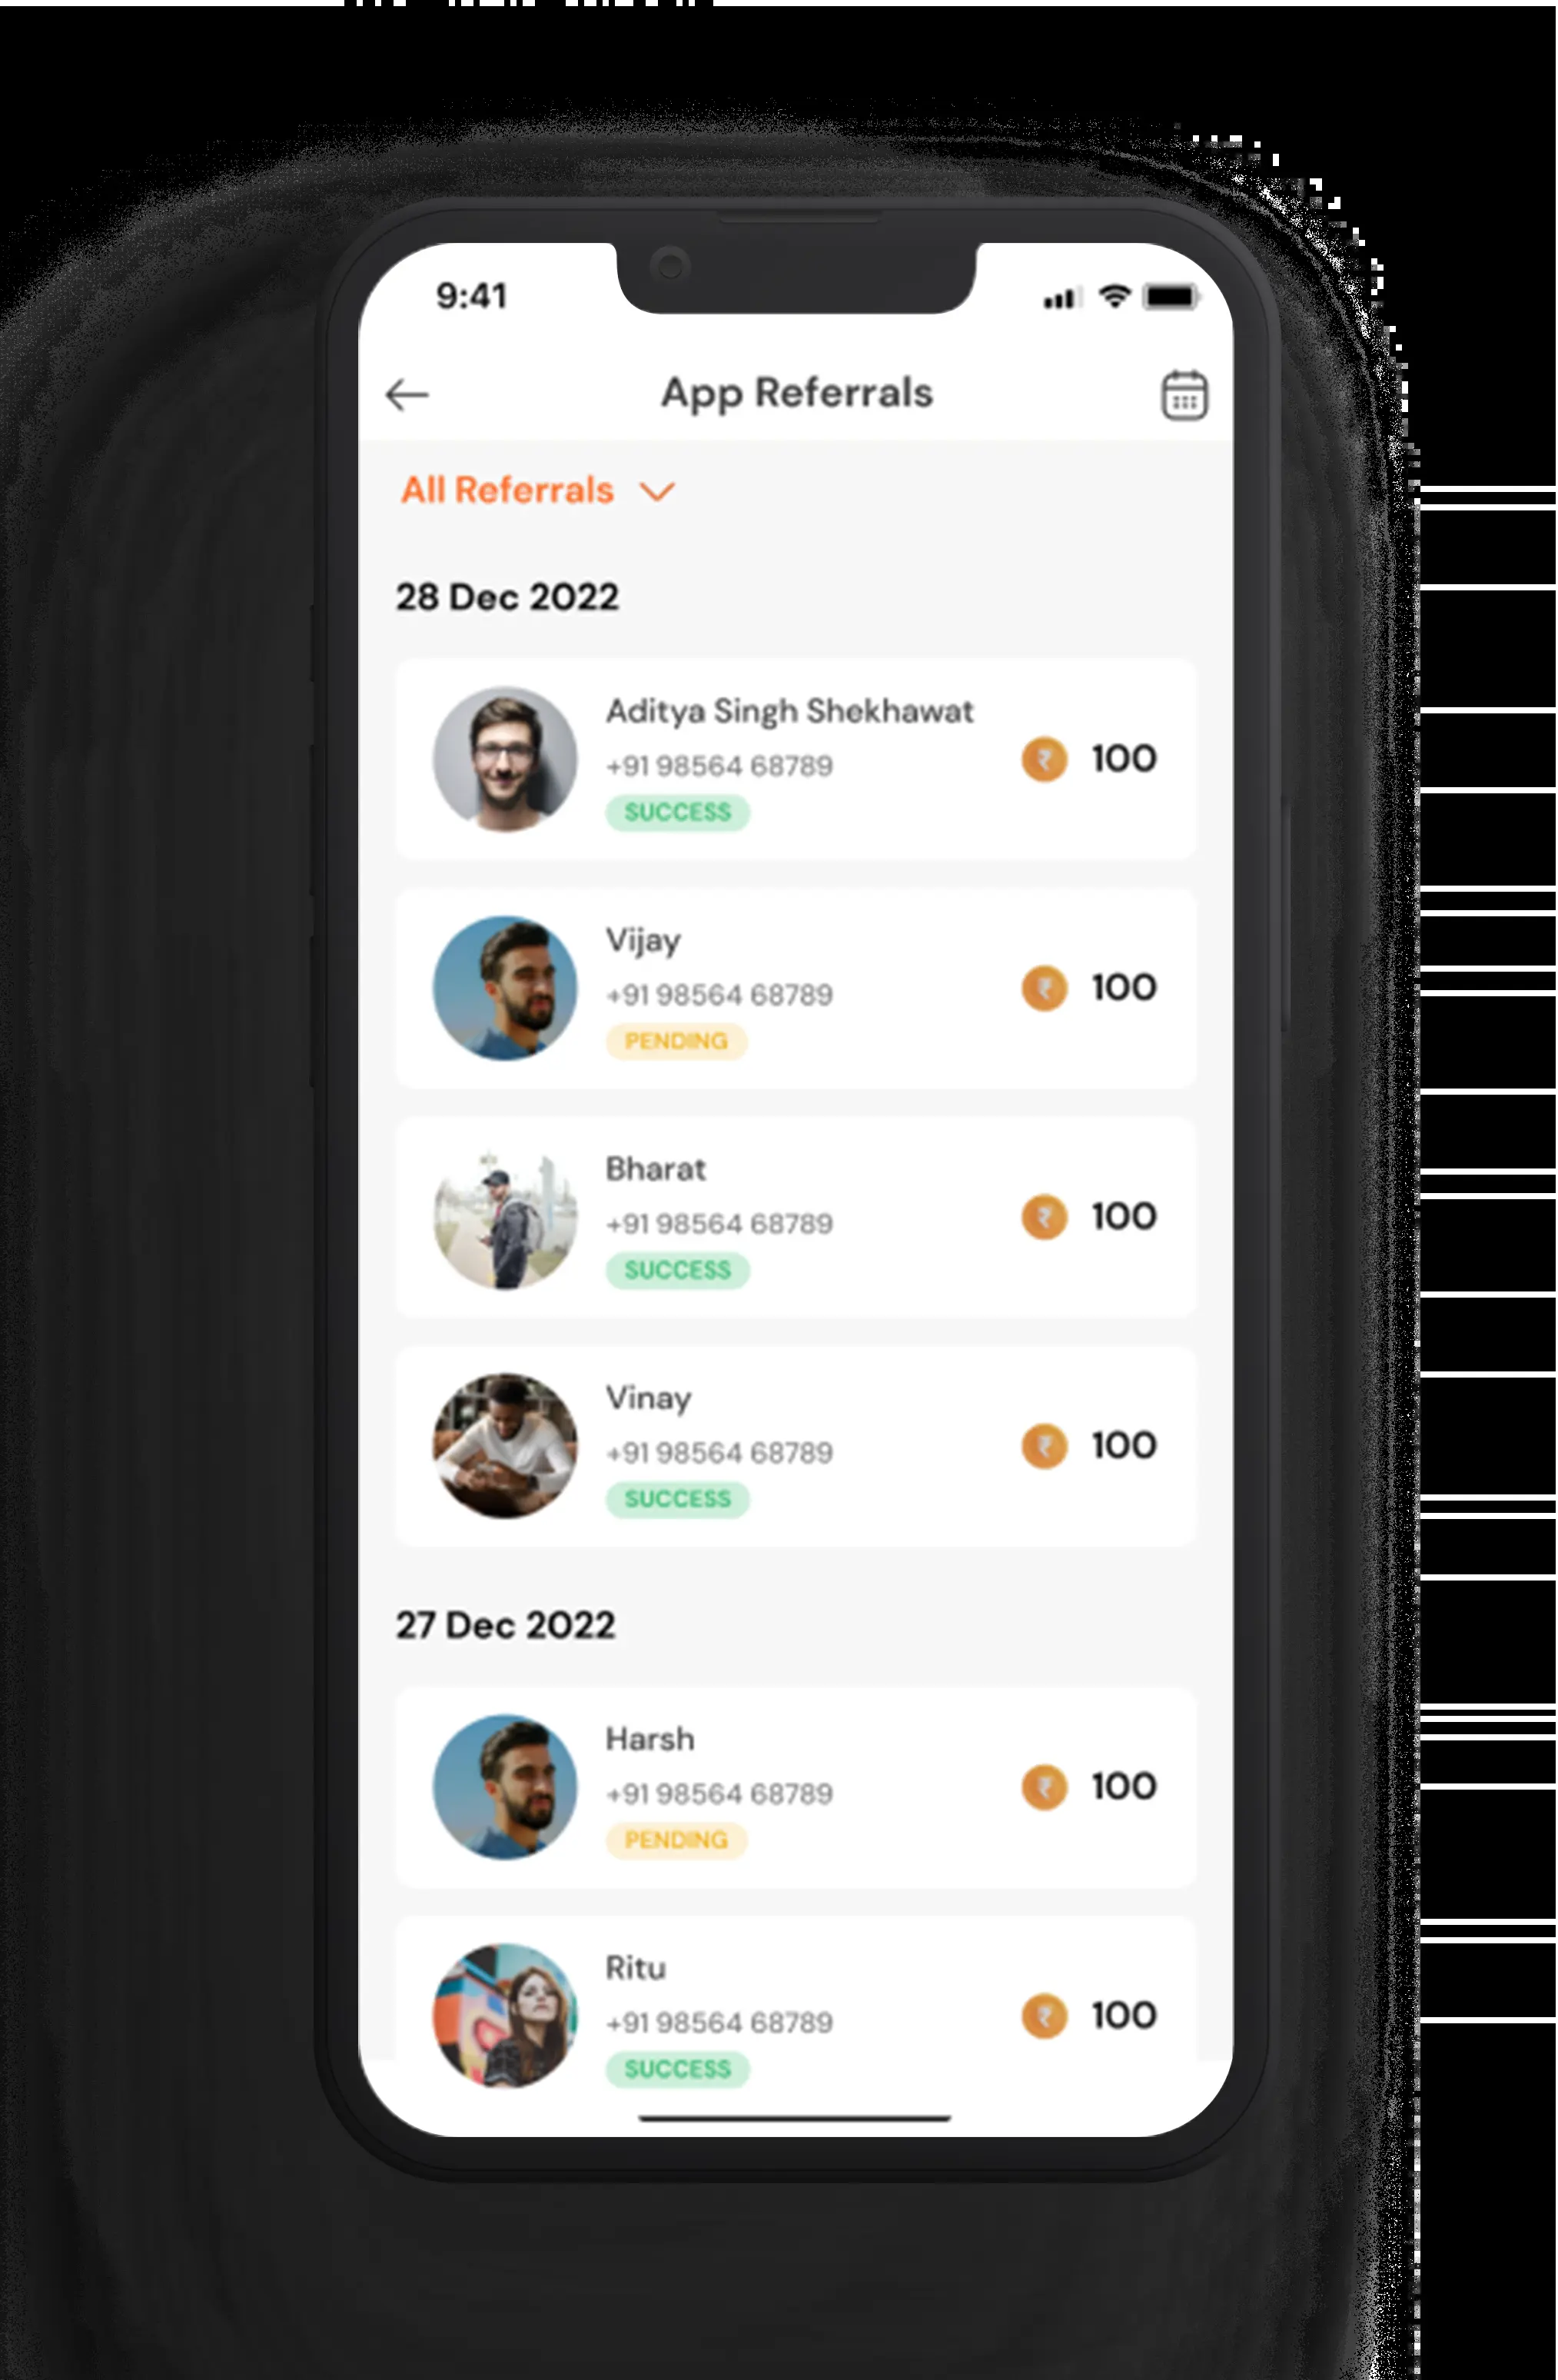 9:41
App Referrals
All Referrals
28 Dec 2022
Aditya Singh Shekhawat
+91 98564 68789
₹ 100
SUCCESS
Vijay
+91 98564 68789
₹ 100
PENDING
Bharat
+91 98564 68789
₹ 100
SUCCESS
Vinay
+91 98564 68789
₹ 100
SUCCESS
27 Dec 2022
Harsh
+91 98564 68789
₹ 100
PENDING
Ritu
+91 98564 68789
₹ 100
SUCCESS